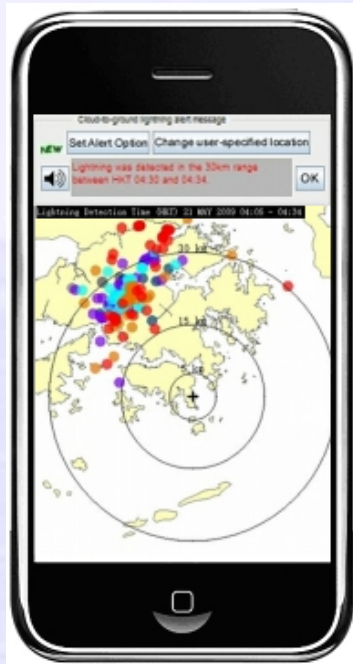 Cloud-to-ground lightning alert message
NEW Set Alert Option Change user-specified location
Lightning was detected in the 30km range
between HKT 04:30 and 04:34.
OK
Lightning Detection Time (HKT) 23 MAY 2009 04:05 - 04:34
30 km
15 km
5 km